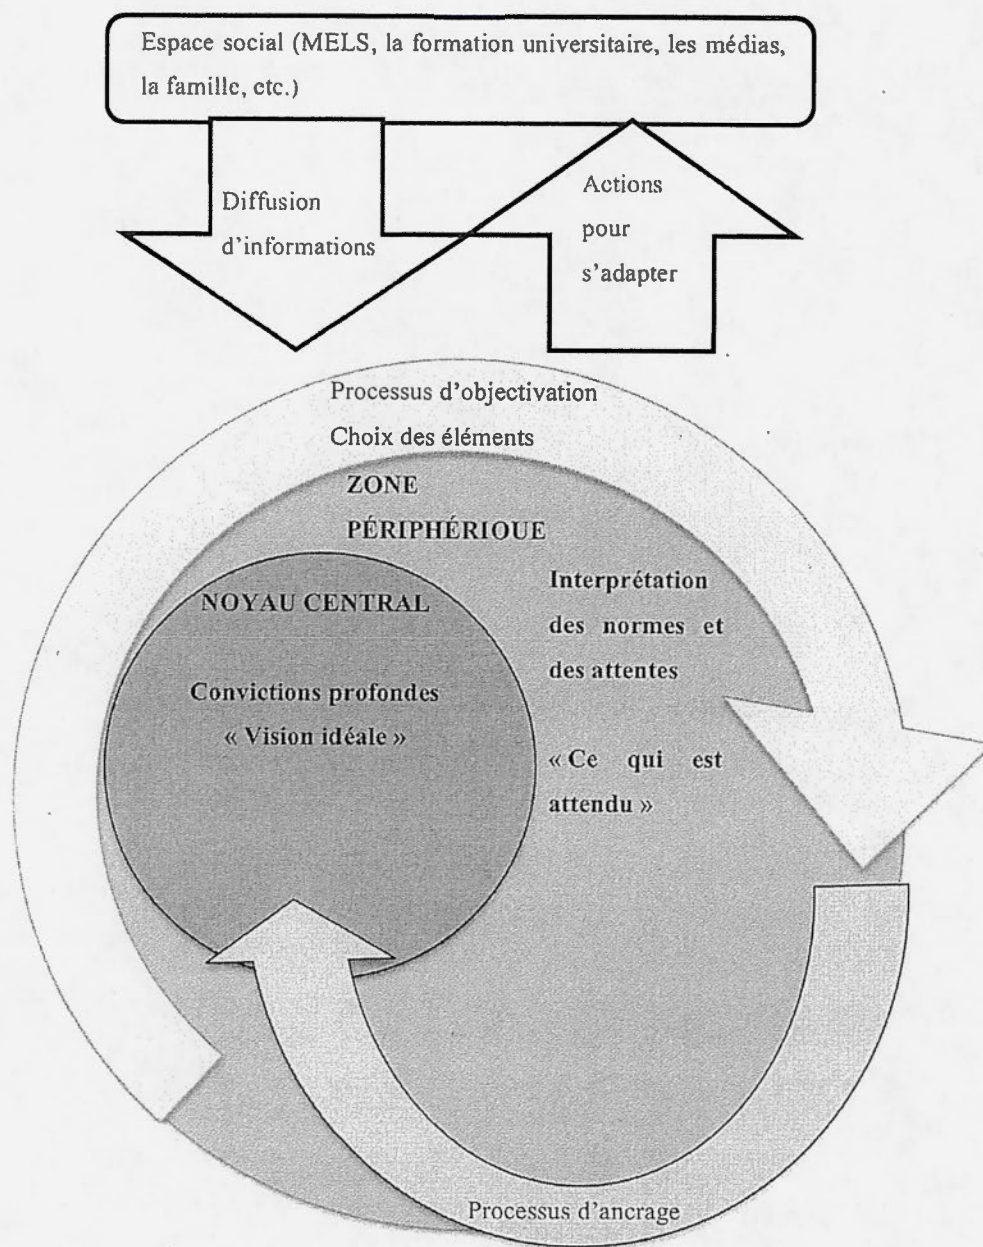 Espace social (MELS, la formation universitaire, les médias,
la famille, etc.)
Diffusion
d'informations
Actions
pour
s'adapter
Processus d'objectivation
Choix des éléments
ZONE
PÉRIPHÉRIQUE
NOYAU CENTRAL
Convictions profondes
« Vision idéale »
Interprétation
des normes et
des attentes
« Ce qui est
attendu »
Processus d'ancrage